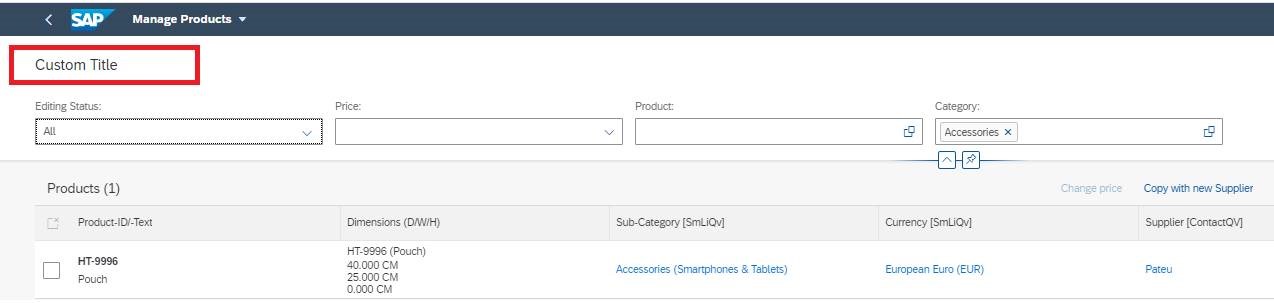 SAP Manage Products
Custom Title
Editing Status: Price: Product: Category:
All Accessories
Products (1) Change price Copy with new Supplier
Product-ID/-Text Dimensions (D/W/H) Sub-Category [SmLiQv] Currency [SmLiQv] Supplier [ContactQV]
HT-9996 (Pouch)
HT-9996
40.000 CM
Accessories (Smartphones & Tablets) European Euro (EUR) Pateu
25.000 CM
Pouch
0.000 CM